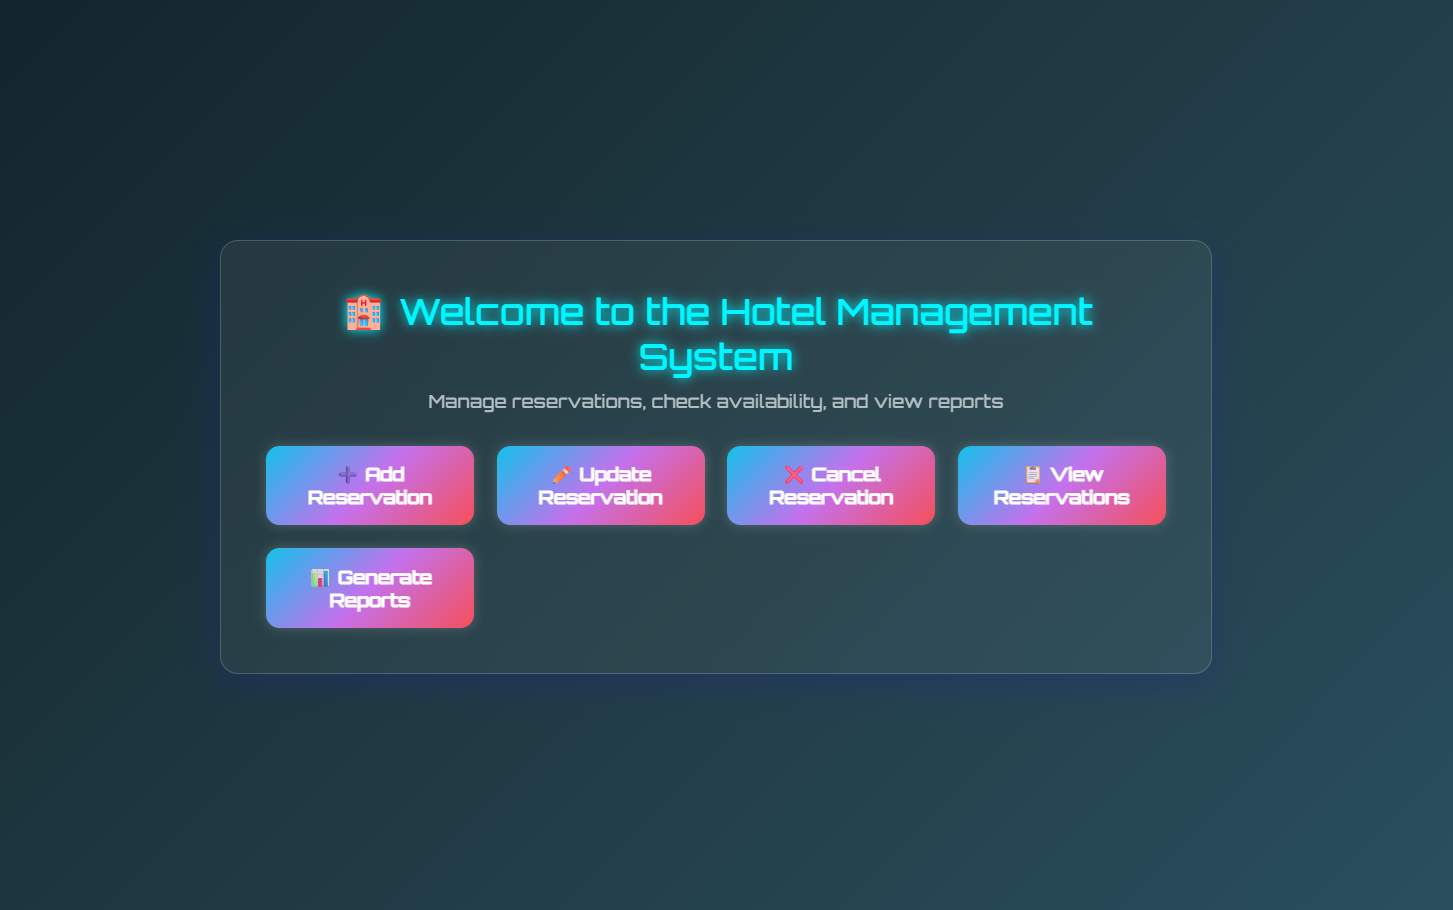 🏨 Welcome to the Hotel Management
System
Manage reservations, check availability, and view reports
➕ Add
Reservation
✏️ Update
Reservation
❌ Cancel
Reservation
📋 View
Reservations
📊 Generate
Reports